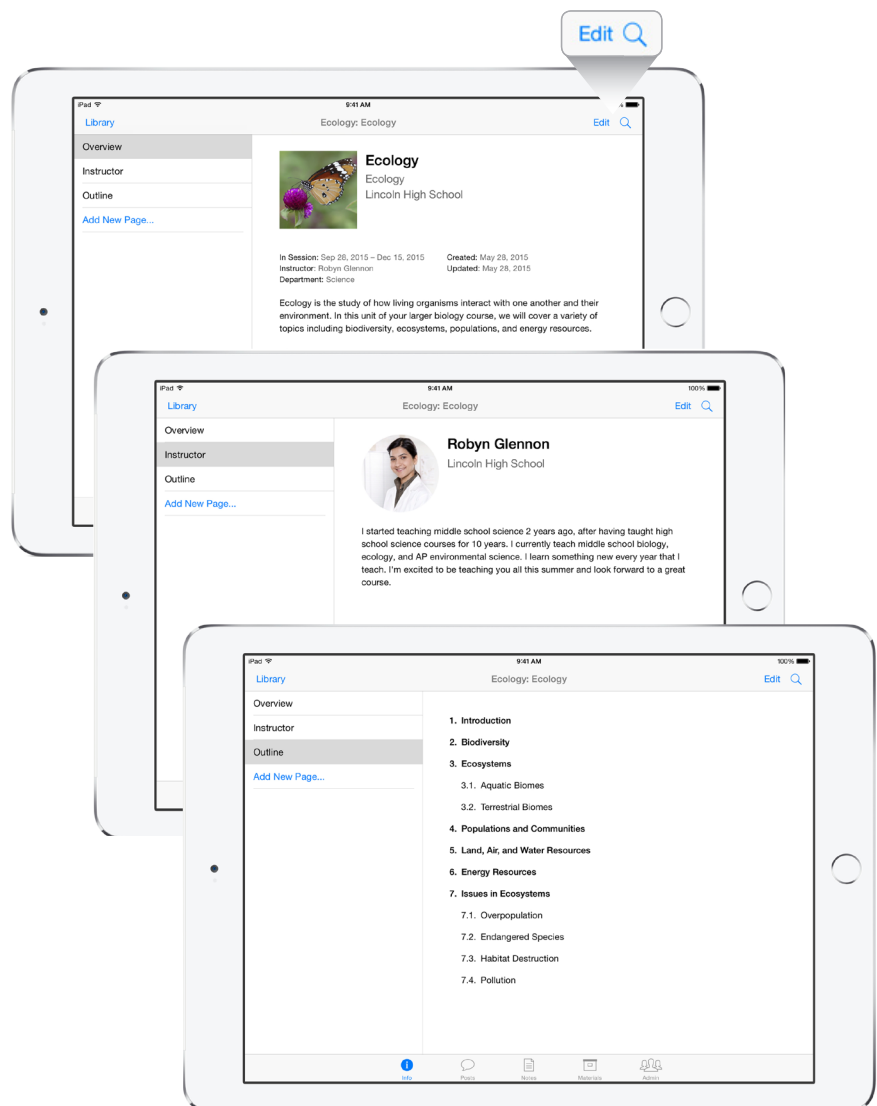 Edit
iPad
9:41 AM
Library
Ecology: Ecology
Edit
Overview
Instructor
Outline
Add New Page...
Ecology
Ecology
Lincoln High School
In Session: Sep 28, 2015 – Dec 15, 2015
Instructor: Robyn Glennon
Department: Science
Created: May 28, 2015
Updated: May 28, 2015
Ecology is the study of how living organisms interact with one another and their
environment. In this unit of your larger biology course, we will cover a variety of
topics including biodiversity, ecosystems, populations, and energy resources.
iPad
9:41 AM
100%
Library
Ecology: Ecology
Edit
Overview
Instructor
Outline
Add New Page...
Robyn Glennon
Lincoln High School
I started teaching middle school science 2 years ago, after having taught high
school science courses for 10 years. I currently teach middle school biology,
ecology, and AP environmental science. I learn something new every year that I
teach. I'm excited to be teaching you all this summer and look forward to a great
course.
iPad
9:41 AM
100%
Library
Ecology: Ecology
Edit
Overview
Instructor
Outline
Add New Page...
1. Introduction
2. Biodiversity
3. Ecosystems
3.1. Aquatic Biomes
3.2. Terrestrial Biomes
4. Populations and Communities
5. Land, Air, and Water Resources
6. Energy Resources
7. Issues in Ecosystems
7.1. Overpopulation
7.2. Endangered Species
7.3. Habitat Destruction
7.4. Pollution
Info
Posts
Notes
Materials
Admin